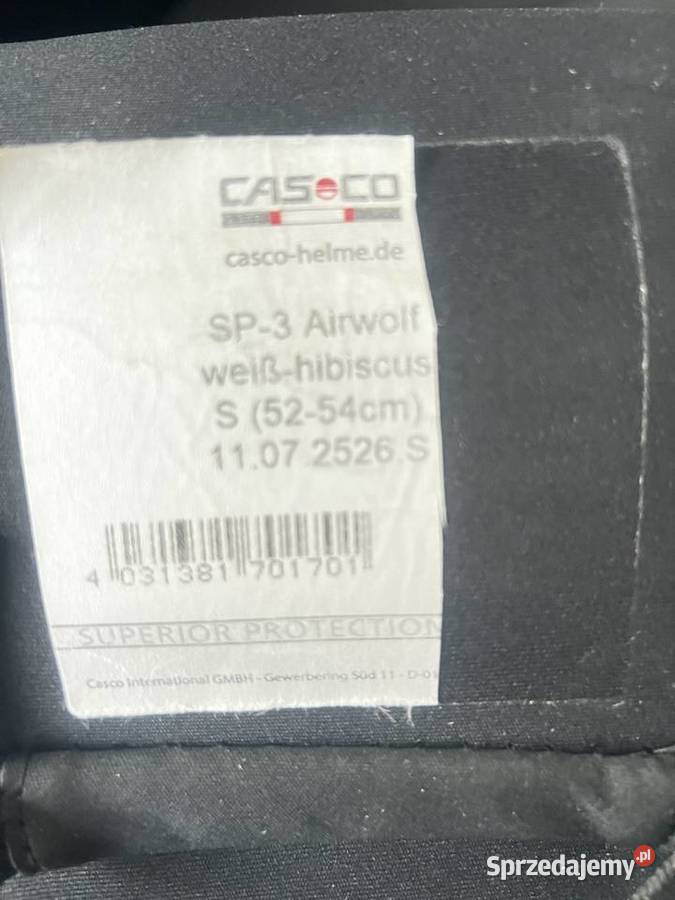 CASCO
casco-helme.de
SP-3 Airwolf
weiß-hibiscus
S (52-54cm)
11.07.2526.S
4 031381 701701
SUPERIOR PROTECTION
Casco International GMBH - Gewerbering Süd 11 - D-01
Sprzedajemy.pl